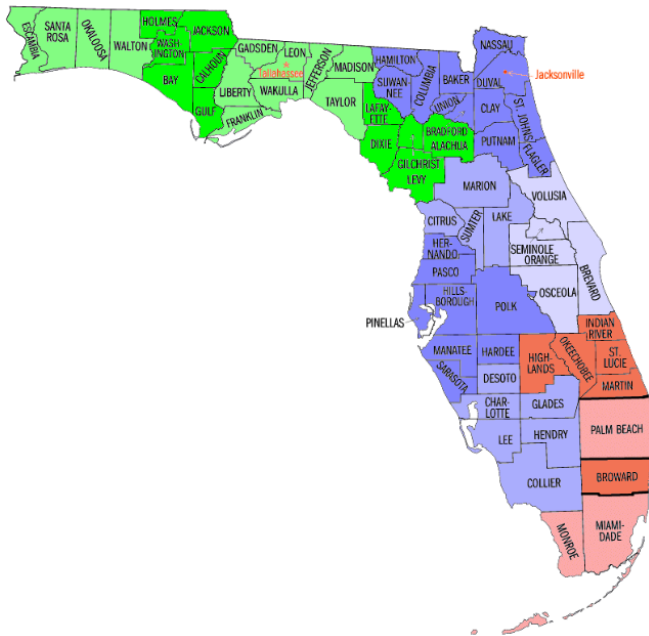 ESCAMBIA
SANTA
ROSA
OKALOOSA
WALTON
HOLMES
WASH-
INGTON
JACKSON
BAY
CALHOUN
GULF
GADSDEN
LIBERTY
FRANKLIN
LEON
Tallahassee
WAKULLA
JEFFERSON
MADISON
TAYLOR
HAMILTON
SUWAN-
NEE
LAFAY-
ETTE
DIXIE
COLUMBIA
BAKER
UNION
BRADFORD
ALACHUA
GILCHRIST
LEVY
NASSAU
DUVAL
Jacksonville
CLAY
ST. JOHNS
PUTNAM
FLAGLER
MARION
VOLUSIA
CITRUS
SUMTER
LAKE
HER-
NANDO
SEMINOLE
ORANGE
BREVARD
PASCO
HILLS-
BOROUGH
POLK
OSCEOLA
PINELLAS
INDIAN
RIVER
MANATEE
HARDEE
HIGH-
LANDS
OKEECHOBEE
ST.
LUCIE
SARASOTA
DESOTO
MARTIN
CHAR-
LOTTE
GLADES
PALM BEACH
LEE
HENDRY
COLLIER
BROWARD
MONROE
MIAMI-
DADE